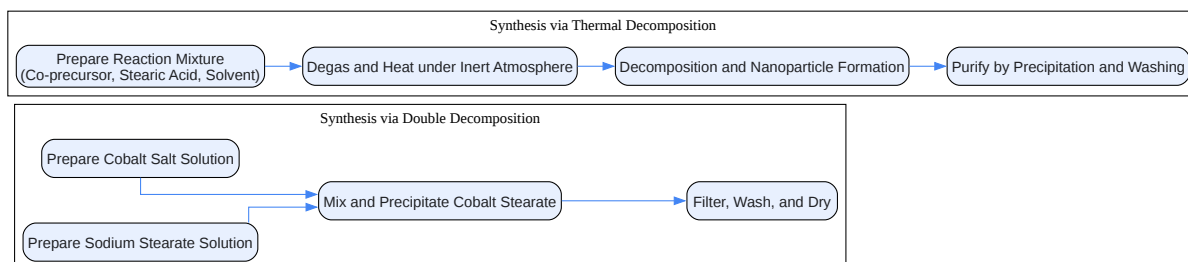 Synthesis via Thermal Decomposition
Prepare Reaction Mixture
(Co-precursor, Stearic Acid, Solvent)
Degas and Heat under Inert Atmosphere
Decomposition and Nanoparticle Formation
Purify by Precipitation and Washing
Synthesis via Double Decomposition
Prepare Cobalt Salt Solution
Prepare Sodium Stearate Solution
Mix and Precipitate Cobalt Stearate
Filter, Wash, and Dry